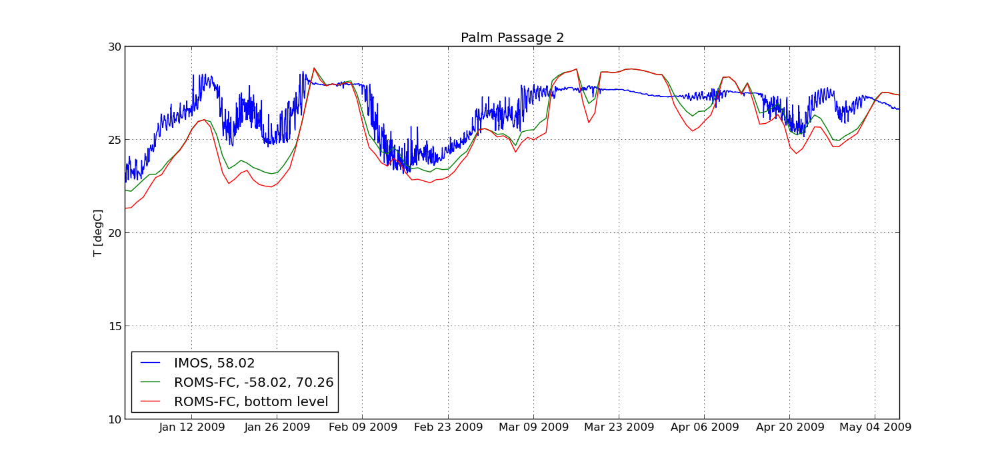 Palm Passage 2
30
25
20
15
10
T [degC]
IMOS, 58.02
ROMS-FC, -58.02, 70.26
ROMS-FC, bottom level
Jan 12 2009 Jan 26 2009 Feb 09 2009 Feb 23 2009 Mar 09 2009 Mar 23 2009 Apr 06 2009 Apr 20 2009 May 04 2009